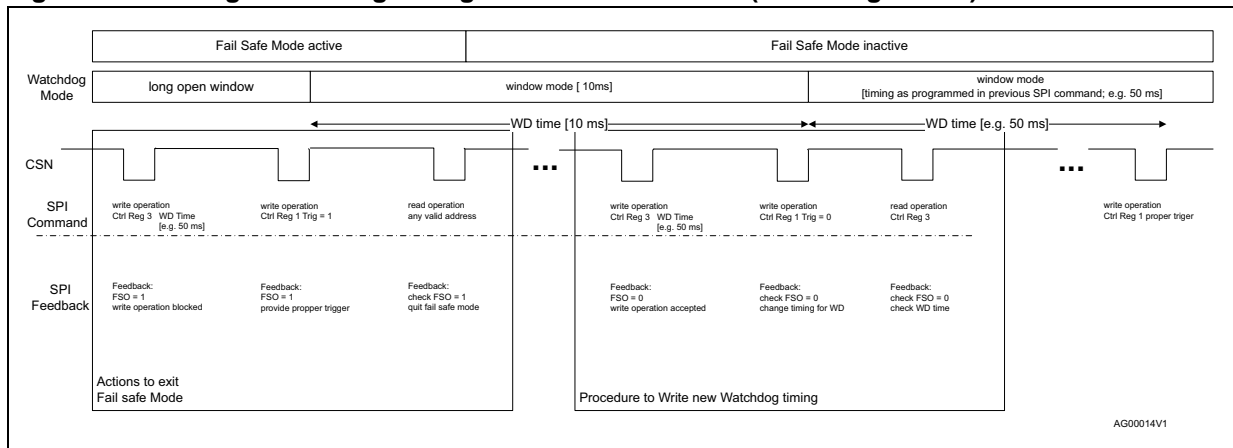 Fail Safe Mode active
Fail Safe Mode inactive
Watchdog
Mode
long open window
window mode [ 10ms]
window mode
[timing as programmed in previous SPI command; e.g. 50 ms]
WD time [10 ms]
WD time [e.g. 50 ms]
CSN
...
...
SPI
Command
write operation
Ctrl Reg 3 WD Time
[e.g. 50 ms]
write operation
Ctrl Reg 1 Trig = 1
read operation
any valid address
write operation
Ctrl Reg 3 WD Time
[e.g. 50 ms]
write operation
Ctrl Reg 1 Trig = 0
read operation
Ctrl Reg 3
write operation
Ctrl Reg 1 proper triger
SPI
Feedback
Feedback:
FSO = 1
write operation blocked
Feedback:
FSO = 1
provide propper trigger
Feedback:
check FSO = 1
quit fail safe mode
Feedback:
FSO = 0
write operation accepted
Feedback:
check FSO = 0
change timing for WD
Feedback:
check FSO = 0
check WD time
Actions to exit
Fail safe Mode
Procedure to Write new Watchdog timing
AG00014V1